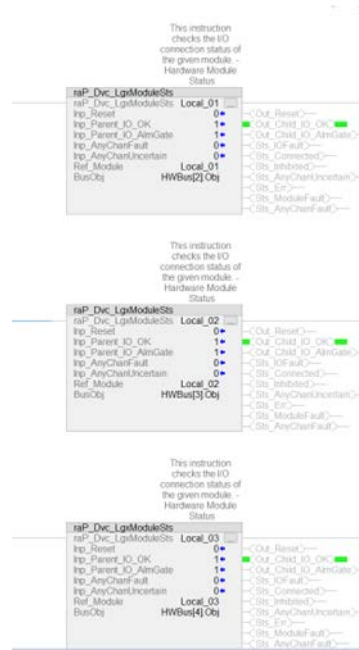 This instruction
checks the I/O
connection status of
the given module. -
Hardware Module
Status
raP_Dvc_LgxModuleSts
raP_Dvc_LgxModuleSts Local_01 ...
Inp_Reset 0 Out_Reset
Inp_Parent_IO_OK 1 Out_Child_IO_OK
Inp_Parent_IO_AlmGate 1 Out_Child_IO_AlmGate
Inp_AnyChanFault 0 Sts_IOFault
Inp_AnyChanUncertain 0 Sts_Connected
Ref_Module Local_01 Sts_Inhibited
BusObj HWBus[2].Obj Sts_AnyChanUncertain
Sts_Err
Sts_ModuleFault
Sts_AnyChanFault
This instruction
checks the I/O
connection status of
the given module. -
Hardware Module
Status
raP_Dvc_LgxModuleSts
raP_Dvc_LgxModuleSts Local_02 ...
Inp_Reset 0 Out_Reset
Inp_Parent_IO_OK 1 Out_Child_IO_OK
Inp_Parent_IO_AlmGate 1 Out_Child_IO_AlmGate
Inp_AnyChanFault 0 Sts_IOFault
Inp_AnyChanUncertain 0 Sts_Connected
Ref_Module Local_02 Sts_Inhibited
BusObj HWBus[3].Obj Sts_AnyChanUncertain
Sts_Err
Sts_ModuleFault
Sts_AnyChanFault
This instruction
checks the I/O
connection status of
the given module. -
Hardware Module
Status
raP_Dvc_LgxModuleSts
raP_Dvc_LgxModuleSts Local_03 ...
Inp_Reset 0 Out_Reset
Inp_Parent_IO_OK 1 Out_Child_IO_OK
Inp_Parent_IO_AlmGate 1 Out_Child_IO_AlmGate
Inp_AnyChanFault 0 Sts_IOFault
Inp_AnyChanUncertain 0 Sts_Connected
Ref_Module Local_03 Sts_Inhibited
BusObj HWBus[4].Obj Sts_AnyChanUncertain
Sts_Err
Sts_ModuleFault
Sts_AnyChanFault